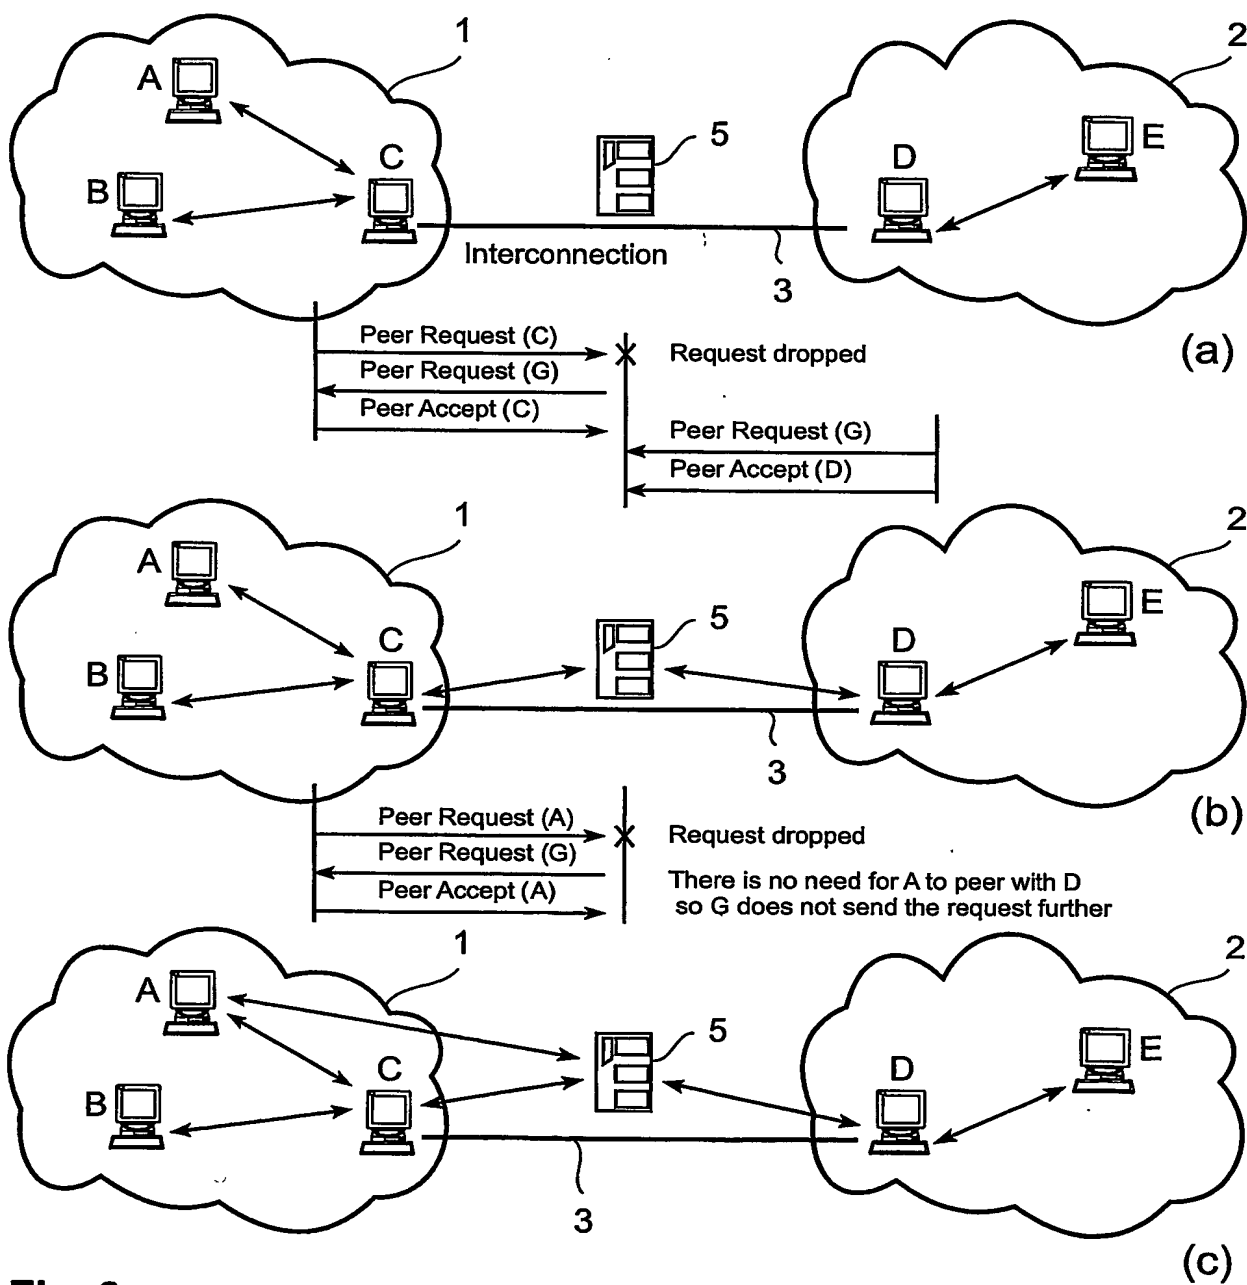 1
2
A
5
E
C
D
B
Interconnection
3
(a)
Peer Request (C)
Request dropped
Peer Request (G)
Peer Accept (C)
Peer Request (G)
Peer Accept (D)
1
2
A
5
E
C
D
B
3
(b)
Peer Request (A)
Request dropped
Peer Request (G)
There is no need for A to peer with D
Peer Accept (A)
so G does not send the request further
1
2
A
5
E
C
D
B
3
(c)